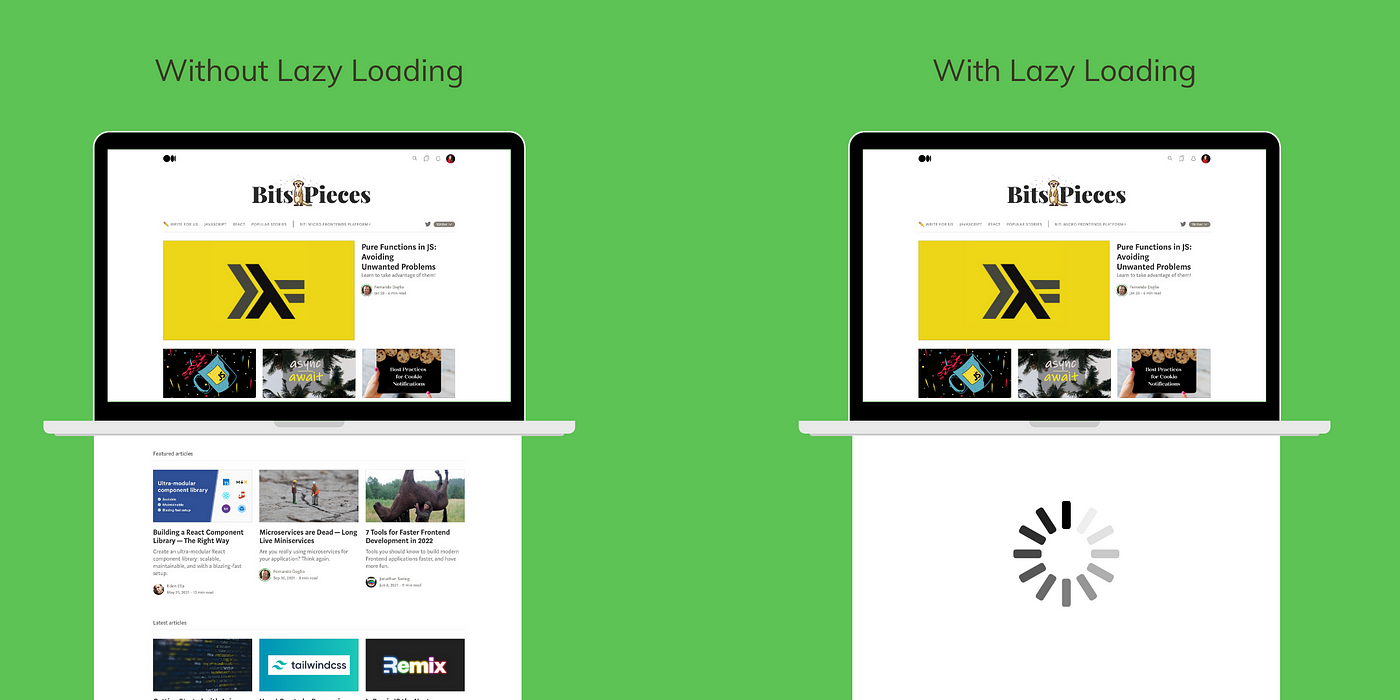 Without Lazy Loading
Bits Pieces
WRITE FOR US JAVASCRIPT REACT POPULAR STORIES BIT: MICRO FRONTENDS PLATFORM
Pure Functions in JS:
Avoiding
Unwanted Problems
Learn to take advantage of them!
Fernando Doglio
async
await
Best Practices
for Cookie
Notifications
Featured articles
Ultra-modular
component library
Building a React Component
Library — The Right Way
Create an ultra-modular React
component library: scalable,
maintainable, and with a blazing-fast
setup.
Eden Ella
Microservices are Dead — Long
Live Miniservices
Are you really using microservices for
your application? Think again.
Fernando Doglio
7 Tools for Faster Frontend
Development in 2022
Tools you should know to build modern
Frontend applications faster, and have
more fun.
Jonathan Saring
Latest articles
tailwindcss
Remix
With Lazy Loading
Bits Pieces
WRITE FOR US JAVASCRIPT REACT POPULAR STORIES BIT: MICRO FRONTENDS PLATFORM
Pure Functions in JS:
Avoiding
Unwanted Problems
Learn to take advantage of them!
Fernando Doglio
async
await
Best Practices
for Cookie
Notifications